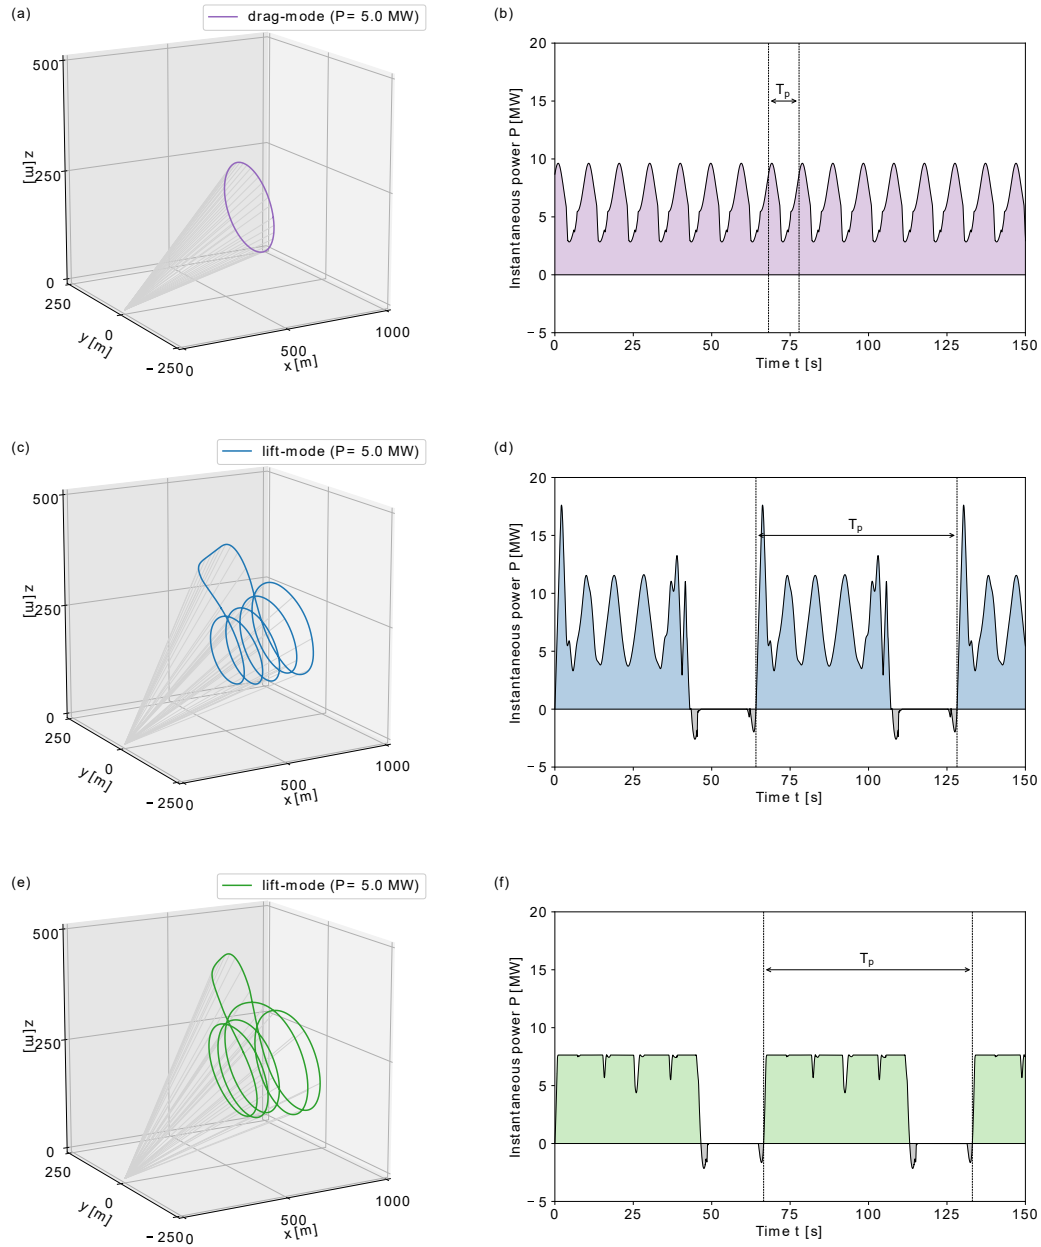 (a)
drag-mode (P= 5.0 MW)
500
250
0
z [m]
250
0
−250
y [m]
0
500
1000
x [m]
(b)
20
15
10
5
0
−5
Instantaneous power P [MW]
Tp
0 25 50 75 100 125 150
Time t [s]
(c)
lift-mode (P= 5.0 MW)
500
250
0
z [m]
250
0
−250
y [m]
0
500
1000
x [m]
(d)
20
15
10
5
0
−5
Instantaneous power P [MW]
Tp
0 25 50 75 100 125 150
Time t [s]
(e)
lift-mode (P= 5.0 MW)
500
250
0
z [m]
250
0
−250
y [m]
0
500
1000
x [m]
(f)
20
15
10
5
0
−5
Instantaneous power P [MW]
Tp
0 25 50 75 100 125 150
Time t [s]